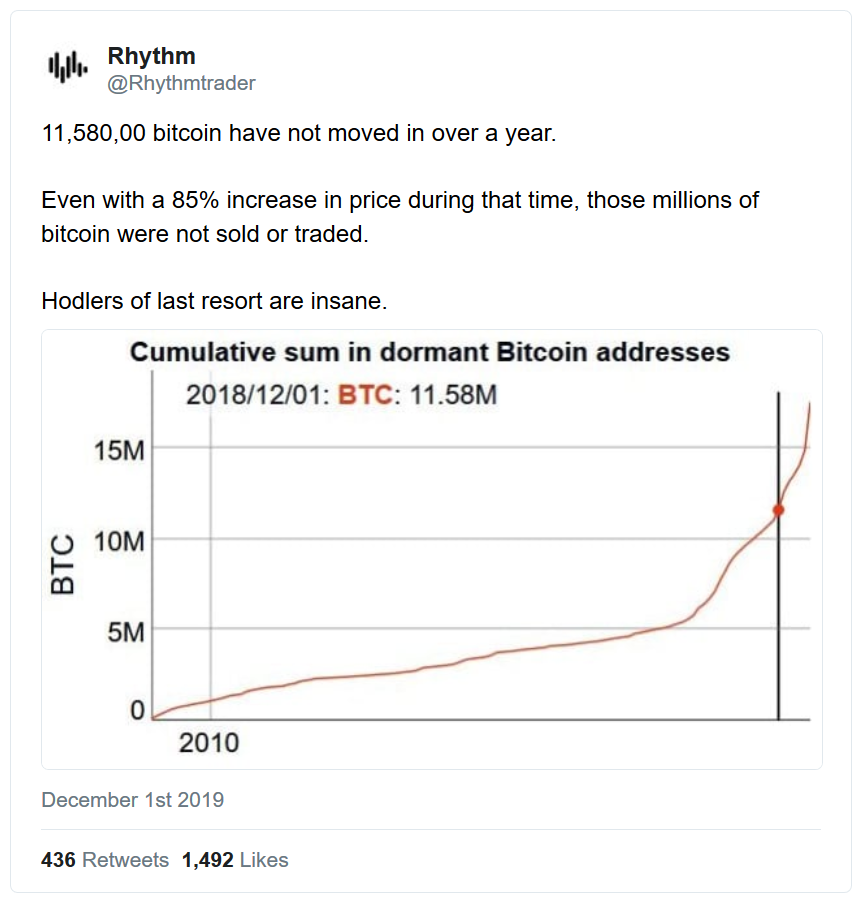 Rhythm
@Rhythmtrader
11,580,00 bitcoin have not moved in over a year.
Even with a 85% increase in price during that time, those millions of
bitcoin were not sold or traded.
Hodlers of last resort are insane.
Cumulative sum in dormant Bitcoin addresses
2018/12/01: BTC: 11.58M
15M
10M
5M
0
BTC
2010
December 1st 2019
436 Retweets 1,492 Likes